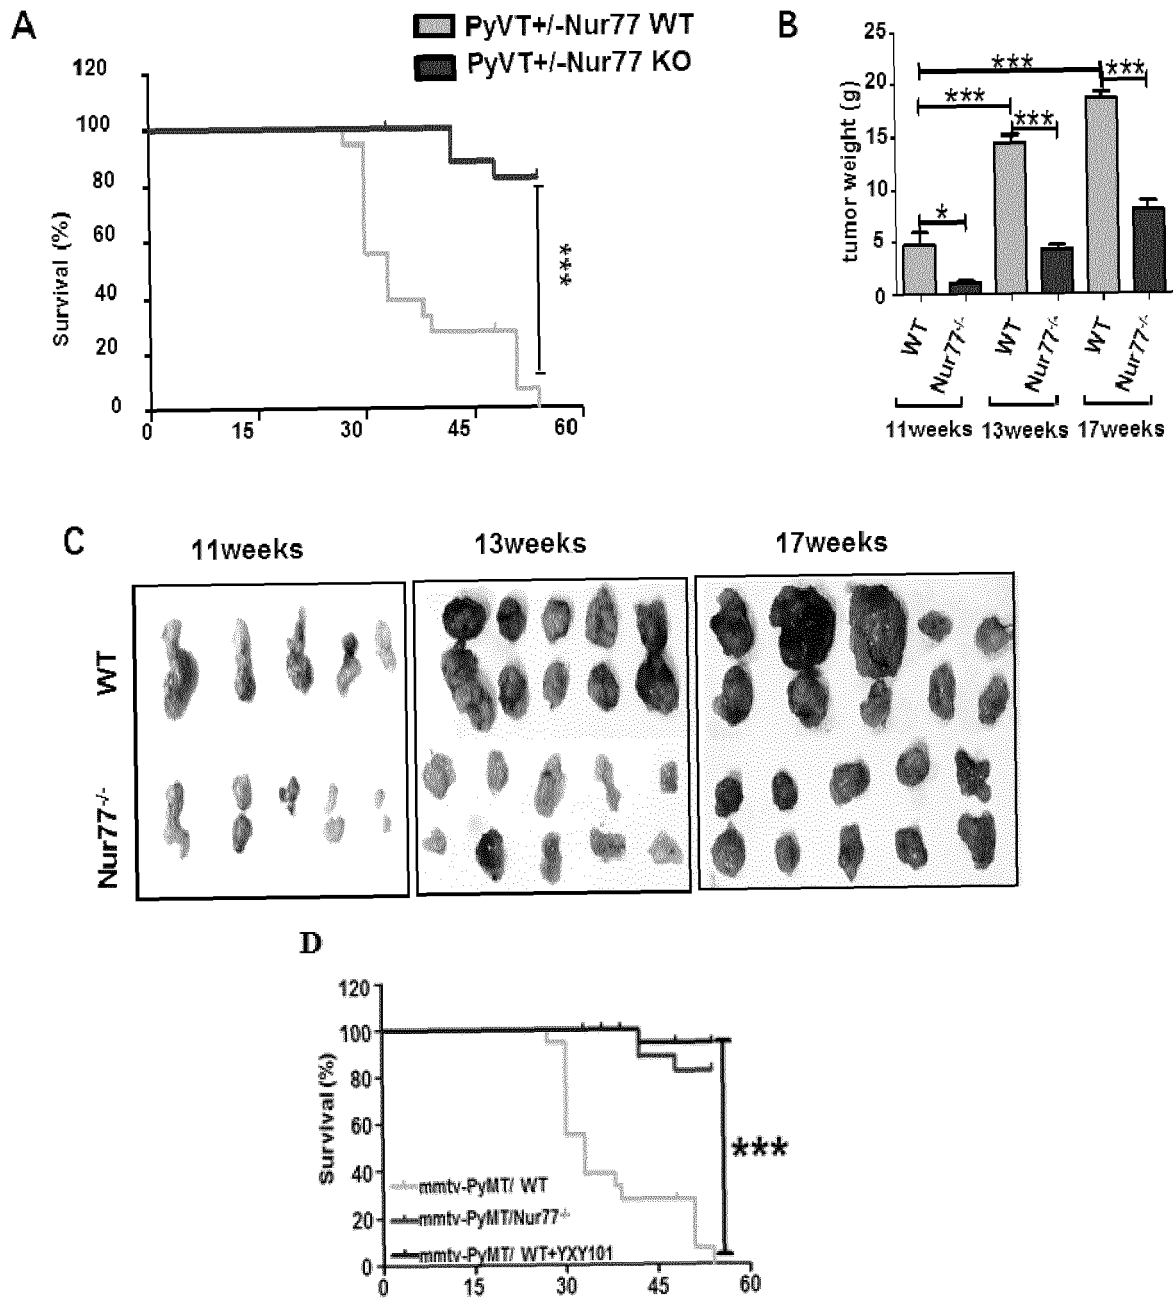 A
PyVT+/-Nur77 WT
PyVT+/-Nur77 KO
120
100
80
60
40
20
0
Survival (%)
***
0 15 30 45 60
B
25
20
15
10
5
0
tumor weight (g)
***
***
***
***
*
WT Nur77-/- WT Nur77-/- WT Nur77-/-
11weeks 13weeks 17weeks
C
11weeks 13weeks 17weeks
WT
Nur77-/-
D
120
100
80
60
40
20
0
Survival (%)
***
mmtv-PyMT/ WT
mmtv-PyMT/Nur77-/-
mmtv-PyMT/ WT+YXY101
0 15 30 45 60